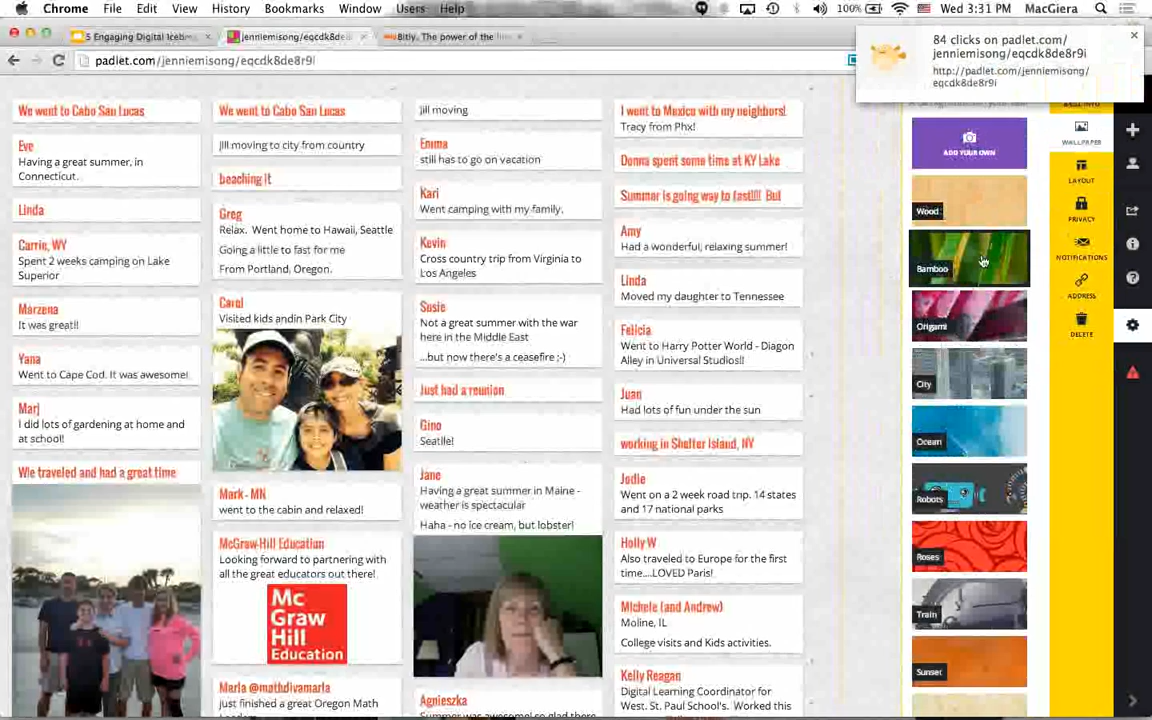 Chrome File Edit View History Bookmarks Window Users Help 100% Wed 3:31 PM MacGiera
5 Engaging Digital Iceb
jenniemisong/eqcdk8de8r9i
Bitly. The power of the lin
padlet.com/jenniemisong/eqcdk8de8r9i
84 clicks on padlet.com/
jenniemisong/eqcdk8de8r9i
http://padlet.com/jenniemisong/
eqcdk8de8r9i
We went to Cabo San Lucas
Eve
Having a great summer, in
Connecticut.
Linda
Carrie, WY
Spent 2 weeks camping on Lake
Superior
Marzena
It was great!!
Yana
Went to Cape Cod. It was awesome!
Marj
I did lots of gardening at home and
at school!
We traveled and had a great time
We went to Cabo San Lucas
Jill moving to city from country
beaching it
Greg
Relax. Went home to Hawaii, Seattle
Going a little to fast for me
From Portland, Oregon.
Carol
Visited kids andin Park City
Mark - MN
went to the cabin and relaxed!
McGraw-Hill Education
Looking forward to partnering with
all the great educators out there!
Mc
Graw
Hill
Education
Marla @mathdivamarla
just finished a great Oregon Math
Jill moving
Emma
still has to go on vacation
Kari
Went camping with my family.
Kevin
Cross country trip from Virginia to
Los Angeles
Susie
Not a great summer with the war
here in the Middle East
...but now there's a ceasefire ;-)
Just had a reunion
Gino
Seatlle!
Jane
Having a great summer in Maine -
weather is spectacular
Haha - no ice cream, but lobster!
Agnieszka
Summer was awesome! so glad there
I went to Mexico with my neighbors!
Tracy from Phx!
Donna spent some time at KY Lake
Summer is going way to fast!!!! But
Amy
Had a wonderful, relaxing summer!
Linda
Moved my daughter to Tennessee
Felicia
Went to Harry Potter World - Diagon
Alley in Universal Studios!!
Juan
Had lots of fun under the sun
working in Shelter Island, NY
Jodie
Went on a 2 week road trip. 14 states
and 17 national parks
Holly W
Also traveled to Europe for the first
time....LOVED Paris!
Michele (and Andrew)
Moline, IL
College visits and Kids activities.
Kelly Reagan
Digital Learning Coordinator for
West. St. Paul School's. Worked this
ADD YOUR OWN
Wood
Bamboo
Origami
City
Ocean
Robots
Roses
Train
Sunset
WALLPAPER
LAYOUT
PRIVACY
NOTIFICATIONS
ADDRESS
DELETE